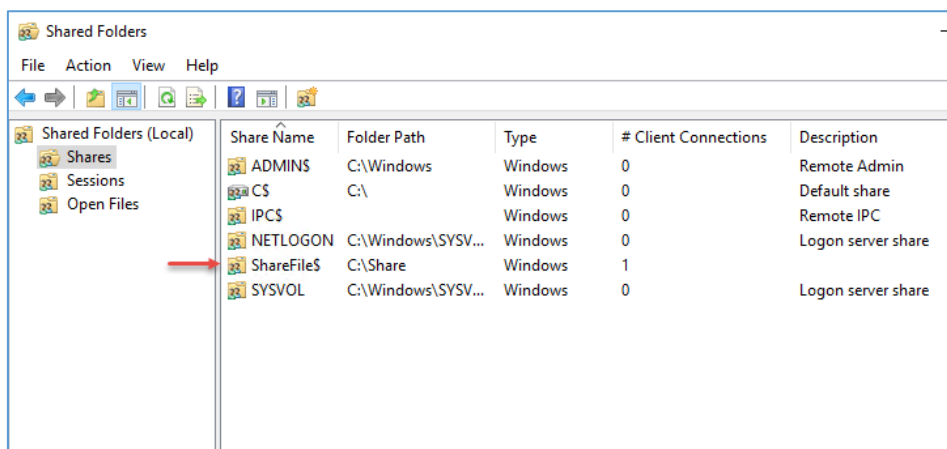 Shared Folders
File Action View Help
Shared Folders (Local)
Shares
Sessions
Open Files
Share Name Folder Path Type # Client Connections Description
ADMIN$ C:\Windows Windows 0 Remote Admin
C$ C:\ Windows 0 Default share
IPC$ Windows 0 Remote IPC
NETLOGON C:\Windows\SYSV... Windows 0 Logon server share
ShareFile$ C:\Share Windows 1
SYSVOL C:\Windows\SYSV... Windows 0 Logon server share